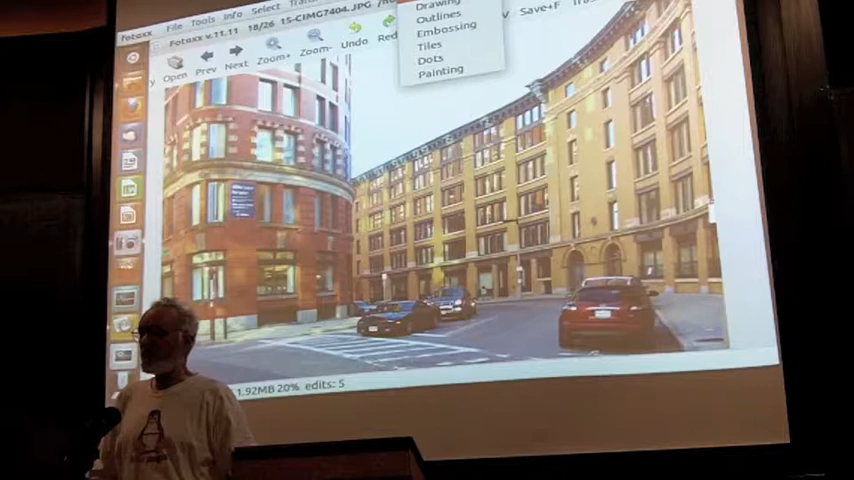 Fotoxx
File Tools Info Select
Fotoxx v.11.11 18/26 15-CIMG7404.JPG
Open Prev Next Zoom+ Zoom- Undo
Save+F
Drawing
Outlines
Embossing
Tiles
Dots
Painting
1.92MB 20% edits: 5